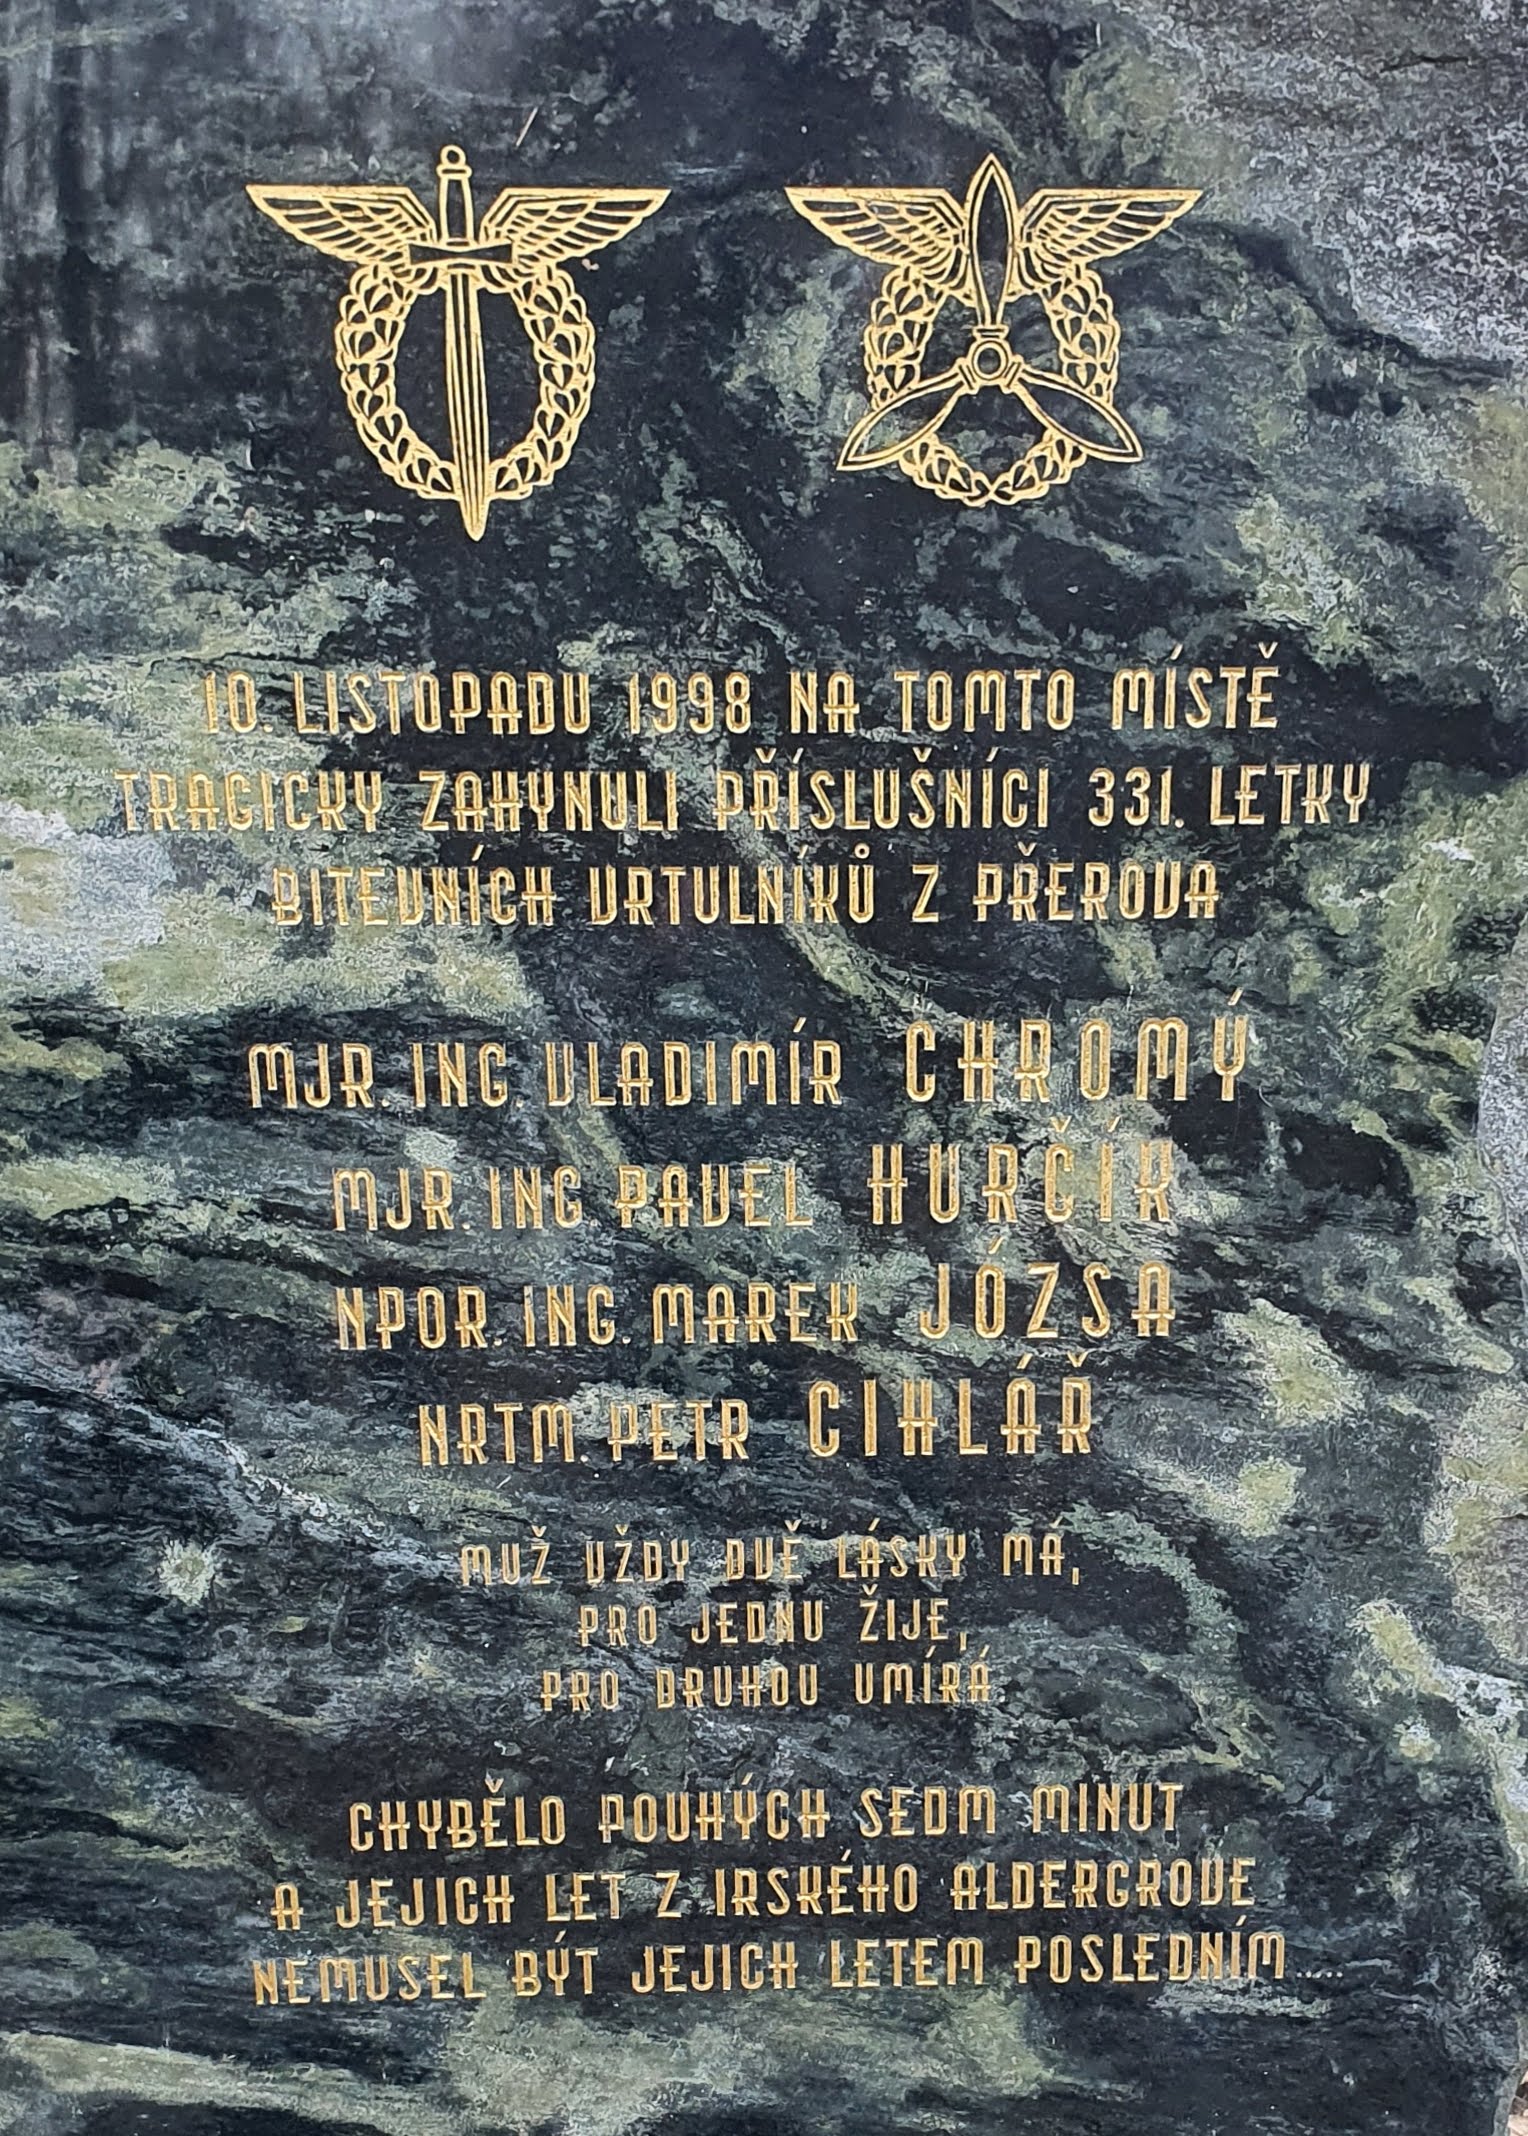 10. LISTOPADU 1998 NA TOMTO MÍSTĚ
TRAGICKY ZAHYNULI PŘÍSLUŠNÍCI 331. LETKY
BITEVNÍCH VRTULNÍKŮ Z PŘEROVA
MJR. ING. VLADIMÍR CHROMÝ
MJR. ING. PAVEL HURČÍK
NPOR. ING. MAREK JÓZSA
NRTM. PETR CIHLÁŘ
MUŽ VŽDY DVĚ LÁSKY MÁ,
PRO JEDNU ŽIJE,
PRO DRUHOU UMÍRÁ.
CHYBĚLO POUHÝCH SEDM MINUT
A JEJICH LET Z IRSKÉHO ALDERGROVE
NEMUSEL BÝT JEJICH LETEM POSLEDNÍM.....